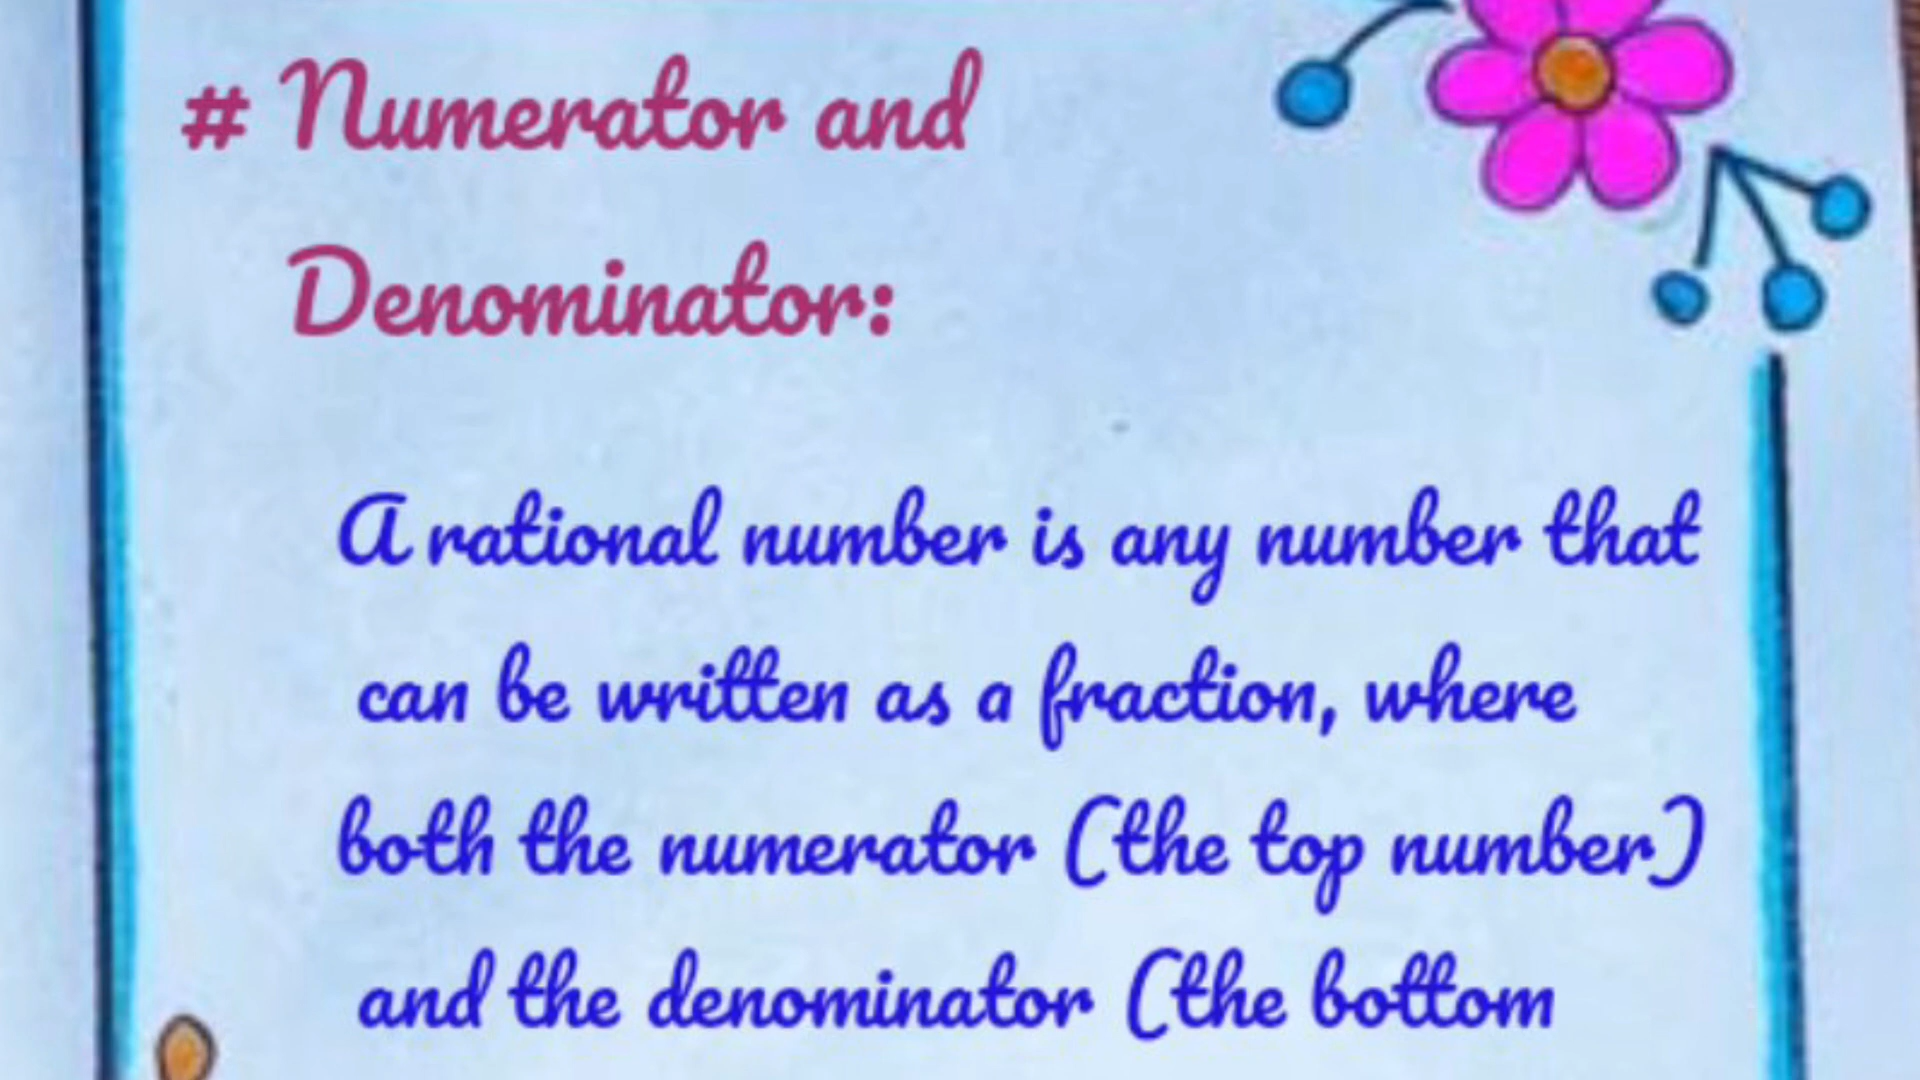 # Numerator and
Denominator:
A rational number is any number that
can be written as a fraction, where
both the numerator (the top number)
and the denominator (the bottom